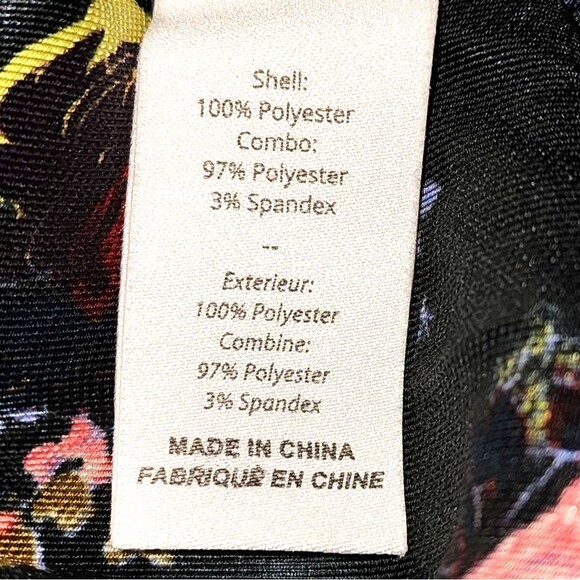 Shell:
100% Polyester
Combo:
97% Polyester
3% Spandex
--
Exterieur:
100% Polyester
Combine:
97% Polyester
3% Spandex
MADE IN CHINA
FABRIQUÉ EN CHINE